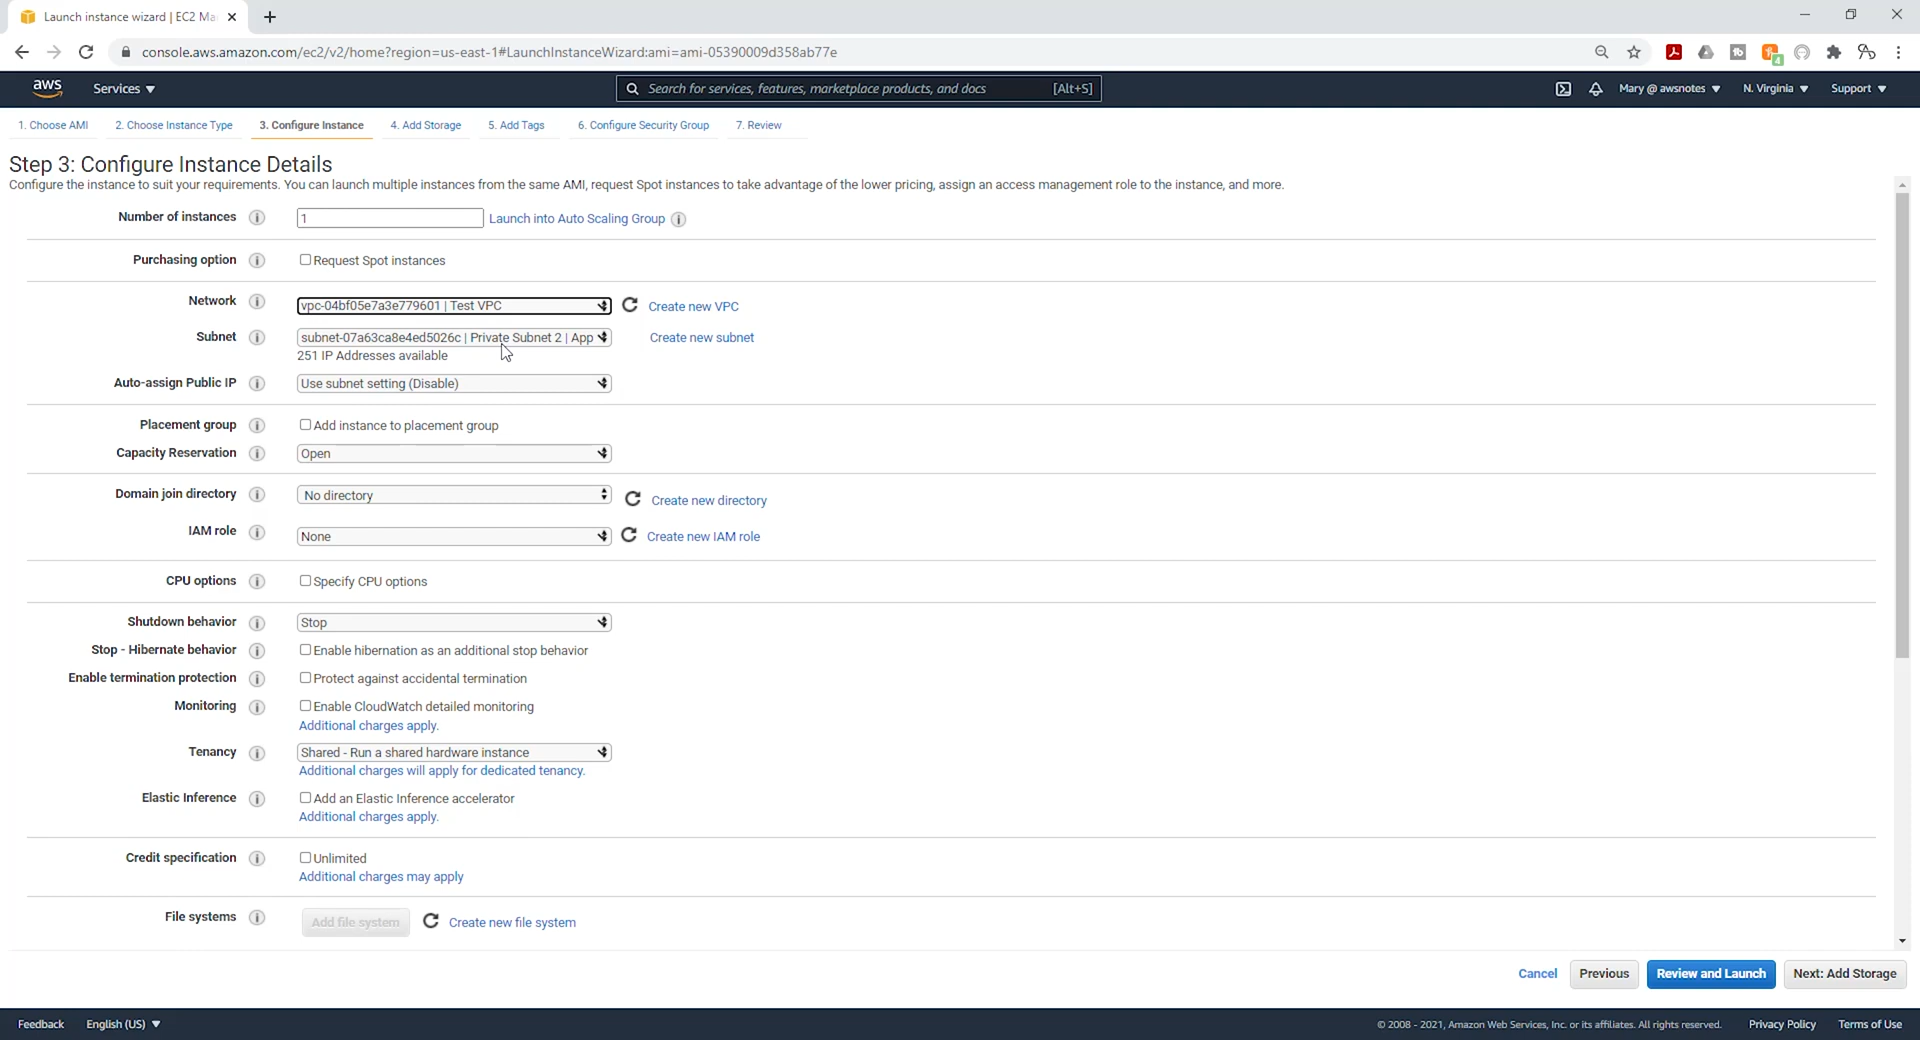 Launch instance wizard | EC2 Ma
console.aws.amazon.com/ec2/v2/home?region=us-east-1#LaunchInstanceWizard:ami=ami-05390009d358ab77e
4
aws
Services
Search for services, features, marketplace products, and docs [Alt+S]
Mary @ awsnotes
N. Virginia
Support
1. Choose AMI 2. Choose Instance Type 3. Configure Instance 4. Add Storage 5. Add Tags 6. Configure Security Group 7. Review
Step 3: Configure Instance Details
Configure the instance to suit your requirements. You can launch multiple instances from the same AMI, request Spot instances to take advantage of the lower pricing, assign an access management role to the instance, and more.
Number of instances 1 Launch into Auto Scaling Group
Purchasing option Request Spot instances
Network vpc-04bf05e7a3e779601 | Test VPC Create new VPC
Subnet subnet-07a63ca8e4ed5026c | Private Subnet 2 | App Create new subnet
251 IP Addresses available
Auto-assign Public IP Use subnet setting (Disable)
Placement group Add instance to placement group
Capacity Reservation Open
Domain join directory No directory Create new directory
IAM role None Create new IAM role
CPU options Specify CPU options
Shutdown behavior Stop
Stop - Hibernate behavior Enable hibernation as an additional stop behavior
Enable termination protection Protect against accidental termination
Monitoring Enable CloudWatch detailed monitoring
Additional charges apply.
Tenancy Shared - Run a shared hardware instance
Additional charges will apply for dedicated tenancy.
Elastic Inference Add an Elastic Inference accelerator
Additional charges apply.
Credit specification Unlimited
Additional charges may apply
File systems Add file system Create new file system
Cancel Previous Review and Launch Next: Add Storage
Feedback English (US) © 2008 - 2021, Amazon Web Services, Inc. or its affiliates. All rights reserved. Privacy Policy Terms of Use